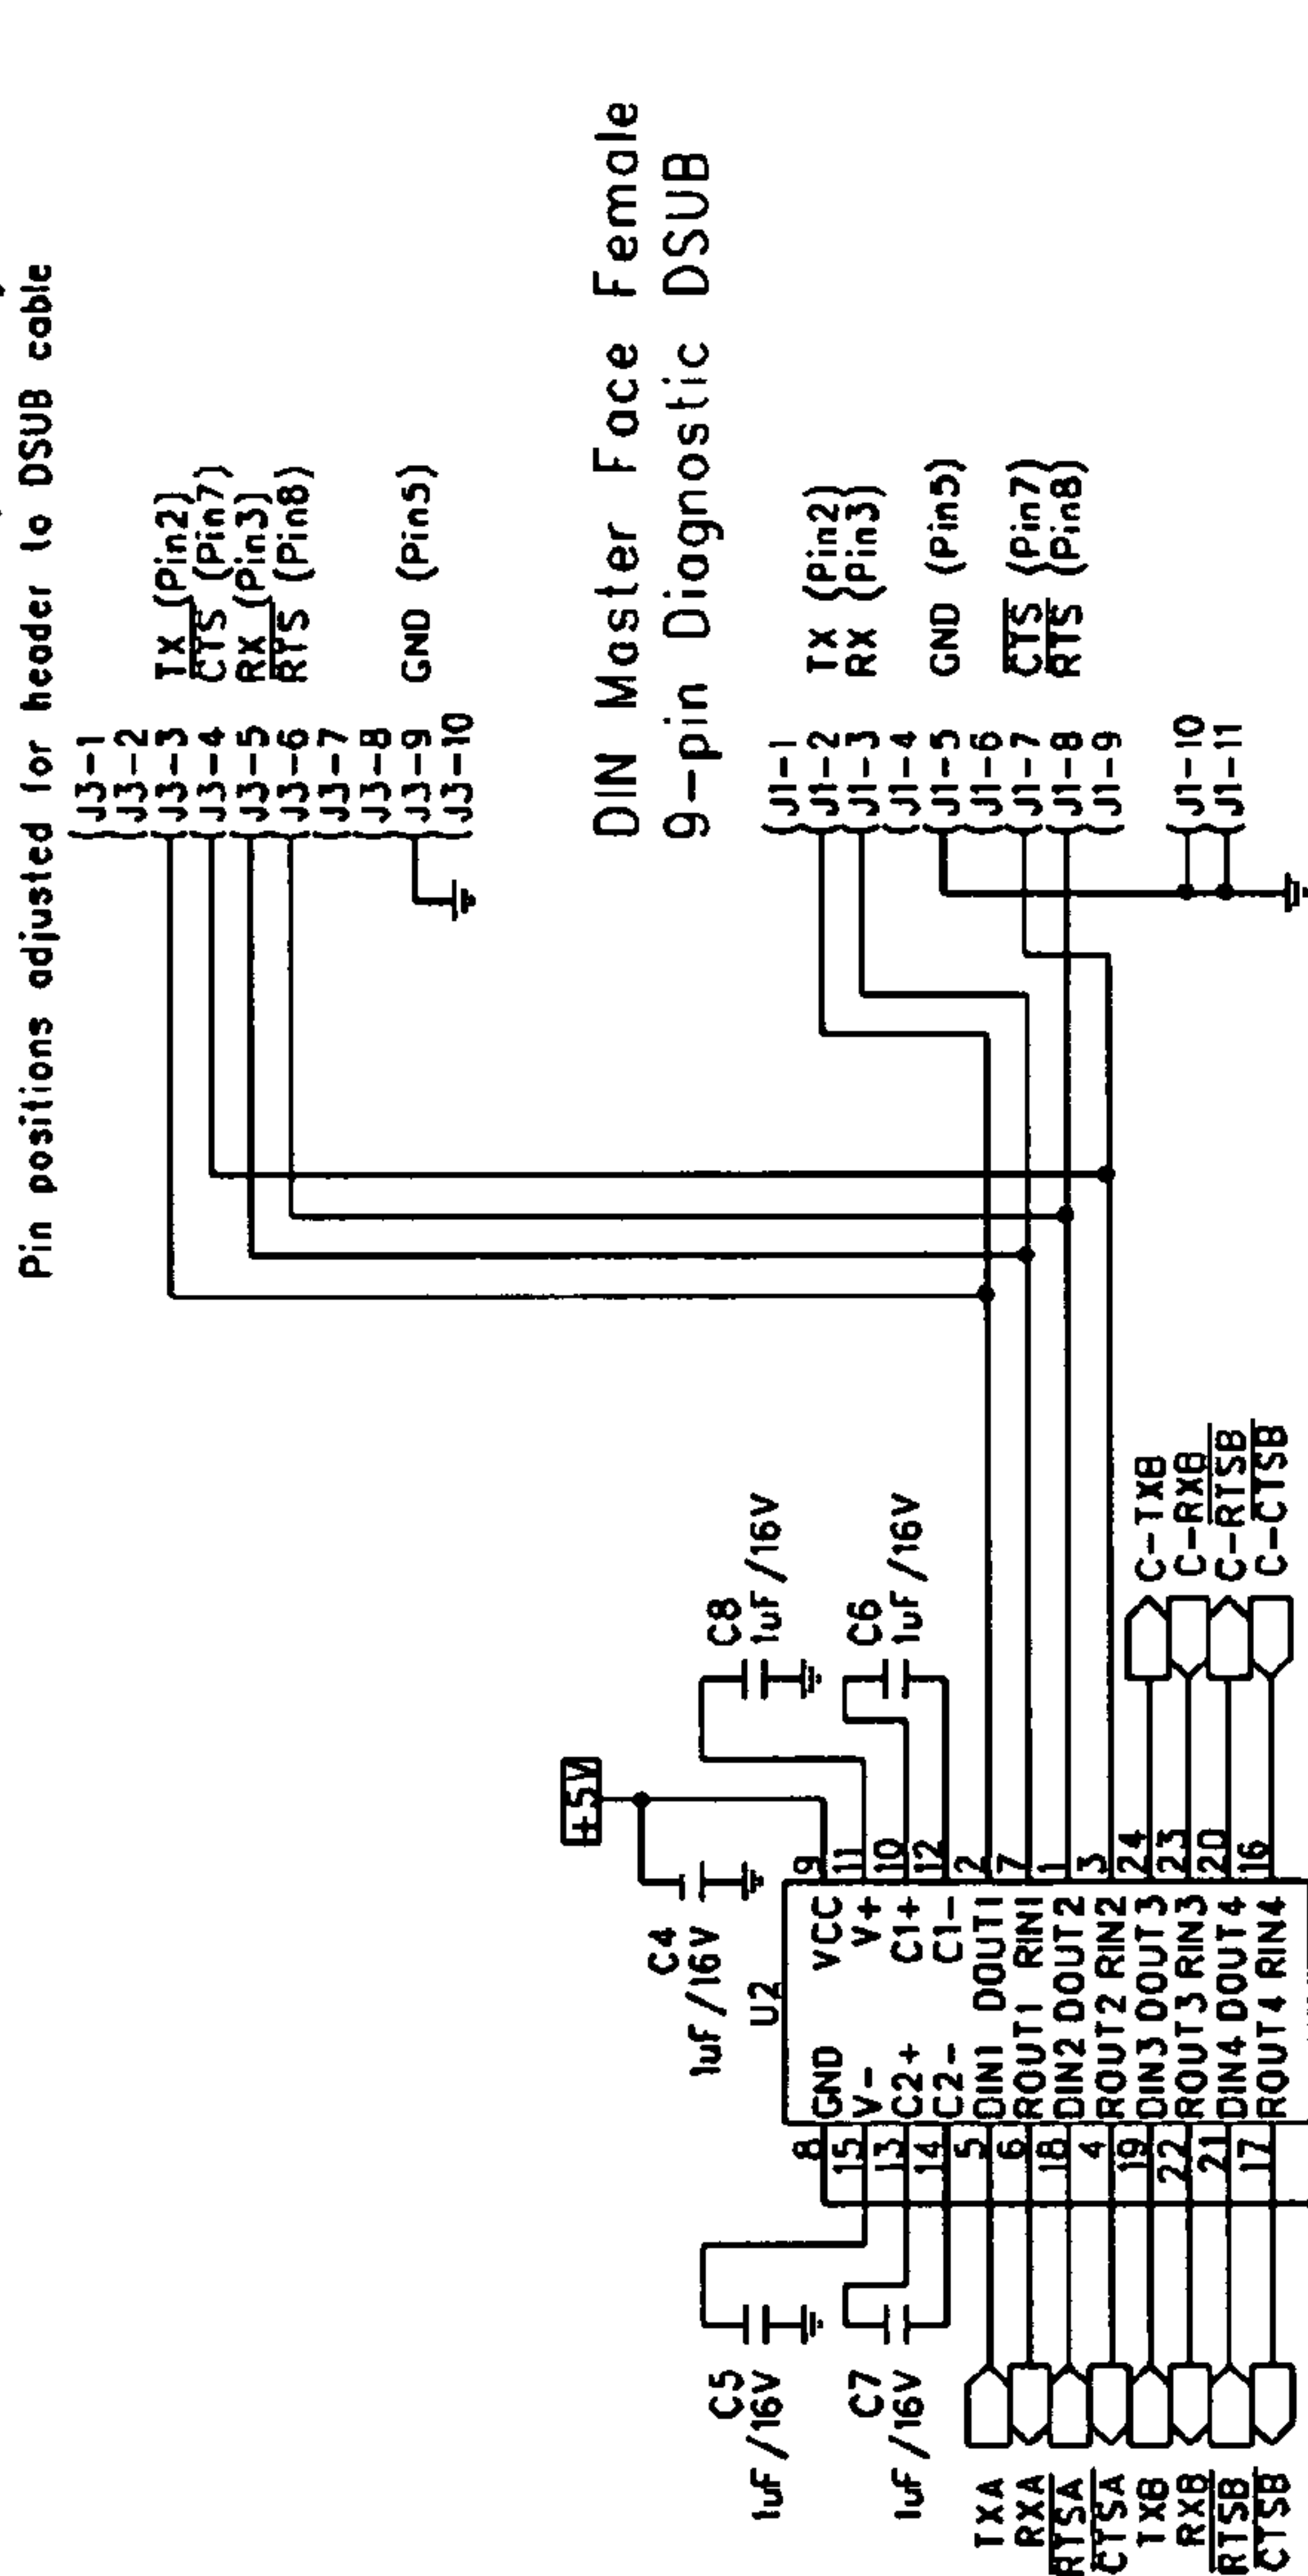 Pin positions adjusted for header to DSUB cable
J3-1
J3-2
J3-3 TX (Pin2)
J3-4 CTS (Pin7)
J3-5 RX (Pin3)
J3-6 RTS (Pin8)
J3-7
J3-8
J3-9 GND (Pin5)
J3-10
DIN Master Face Female
9-pin Diagnostic DSUB
J1-1
J1-2 TX (Pin2)
J1-3 RX (Pin3)
J1-4
J1-5 GND (Pin5)
J1-6
J1-7 CTS (Pin7)
J1-8 RTS (Pin8)
J1-9
J1-10
J1-11
+5V
C4
1uF/16V
C8
1uF/16V
C6
1uF/16V
C5
1uF/16V
C7
1uF/16V
U2
8 GND VCC 9
15 V- V+ 11
13 C2+ C1+ 10
14 C2- C1- 12
TXA 5 DIN1 DOUT1 2
RXA 6 ROUT1 RIN1 7
RTSA 18 DIN2 DOUT2 1
CTSA 4 ROUT2 RIN2 3
TXB 19 DIN3 DOUT3 24 C-TXB
RXB 22 ROUT3 RIN3 23 C-RXB
RTSB 21 DIN4 DOUT4 20 C-RTSB
CTSB 17 ROUT4 RIN4 16 C-CTSB